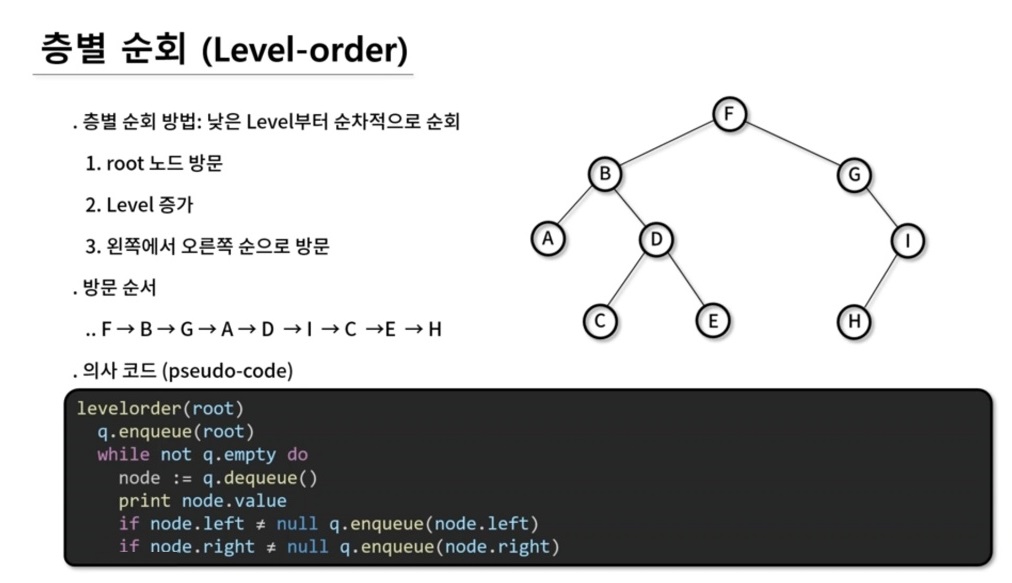 층별 순회 (Level-order)
. 층별 순회 방법: 낮은 Level부터 순차적으로 순회
1. root 노드 방문
2. Level 증가
3. 왼쪽에서 오른쪽 순으로 방문
. 방문 순서
.. F → B → G → A → D → I → C → E → H
. 의사 코드 (pseudo-code)
F
B
G
A
D
I
C
E
H
levelorder(root)
q.enqueue(root)
while not q.empty do
node := q.dequeue()
print node.value
if node.left ≠ null q.enqueue(node.left)
if node.right ≠ null q.enqueue(node.right)